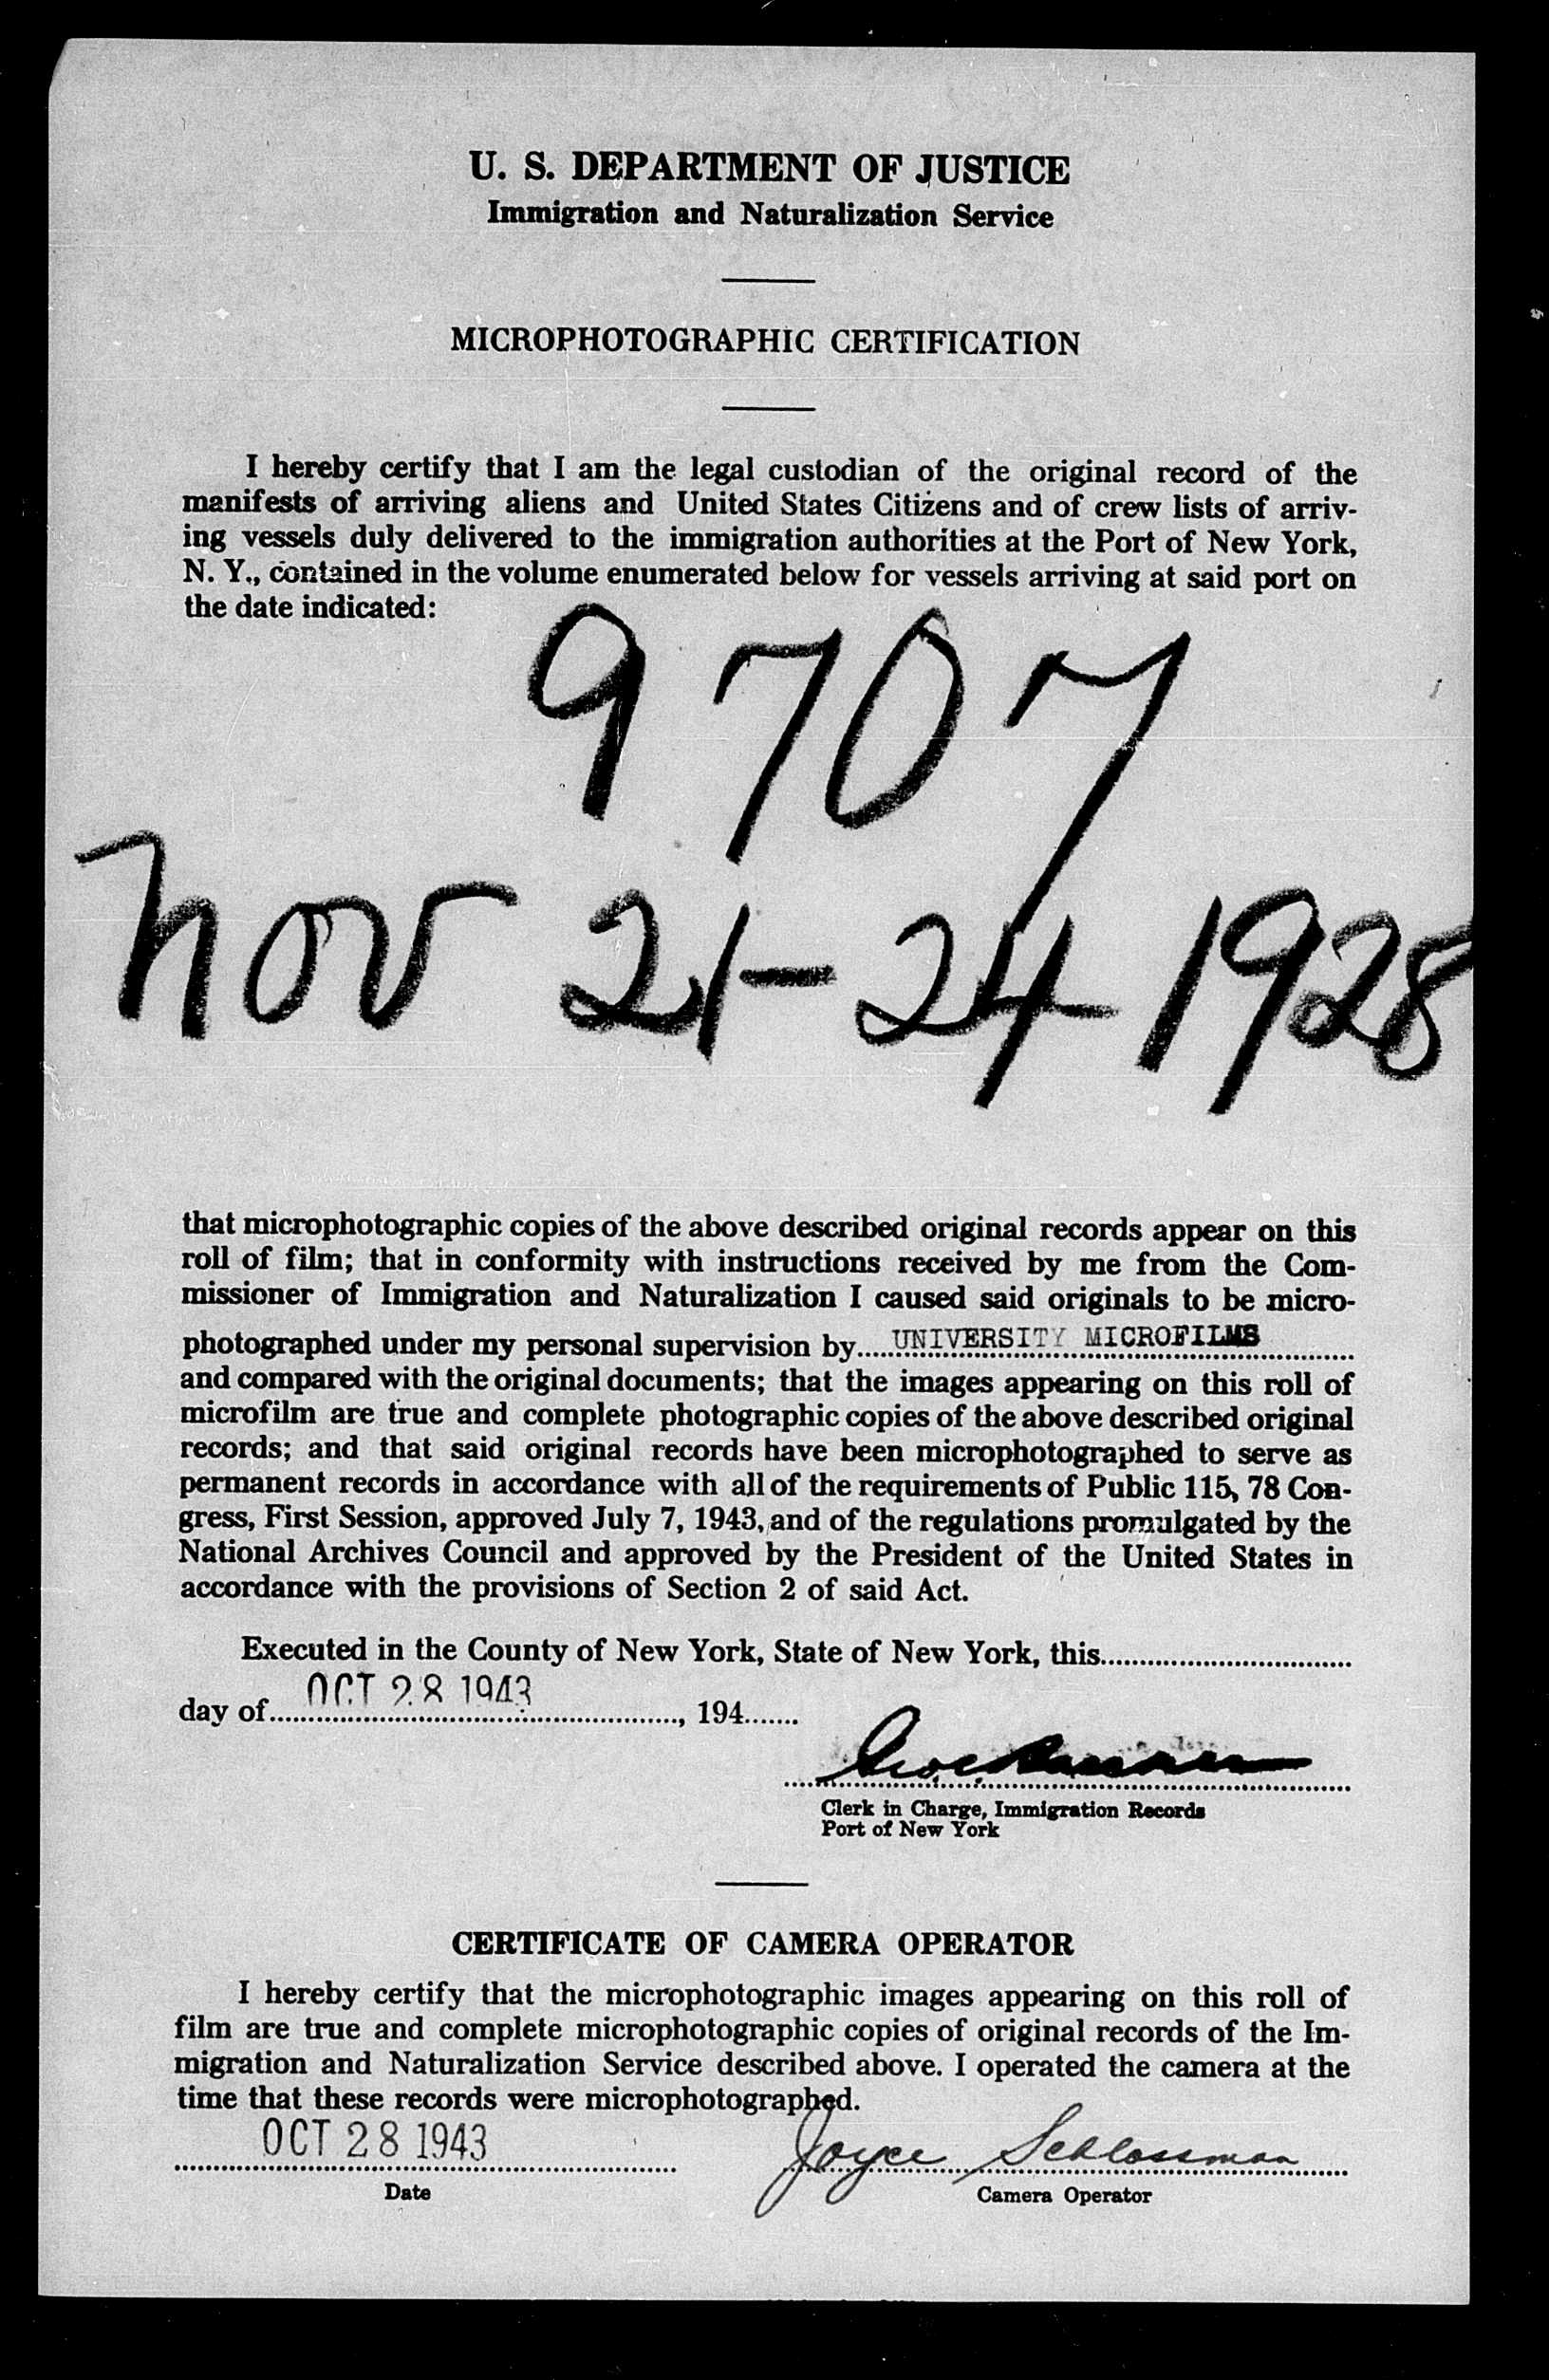 U. S. DEPARTMENT OF JUSTICE
Immigration and Naturalization Service
MICROPHOTOGRAPHIC CERTIFICATION
I hereby certify that I am the legal custodian of the original record of the
manifests of arriving aliens and United States Citizens and of crew lists of arriv-
ing vessels duly delivered to the immigration authorities at the Port of New York,
N. Y., contained in the volume enumerated below for vessels arriving at said port on
the date indicated:
9707
Nov 21-24 1928
that microphotographic copies of the above described original records appear on this
roll of film; that in conformity with instructions received by me from the Com-
missioner of Immigration and Naturalization I caused said originals to be micro-
photographed under my personal supervision by.....UNIVERSITY MICROFILMS
and compared with the original documents; that the images appearing on this roll of
microfilm are true and complete photographic copies of the above described original
records; and that said original records have been microphotographed to serve as
permanent records in accordance with all of the requirements of Public 115, 78 Con-
gress, First Session, approved July 7, 1943, and of the regulations promulgated by the
National Archives Council and approved by the President of the United States in
accordance with the provisions of Section 2 of said Act.
Executed in the County of New York, State of New York, this
day of OCT 28 1943, 194
Clerk in Charge, Immigration Records
Port of New York
CERTIFICATE OF CAMERA OPERATOR
I hereby certify that the microphotographic images appearing on this roll of
film are true and complete microphotographic copies of original records of the Im-
migration and Naturalization Service described above. I operated the camera at the
time that these records were microphotographed.
OCT 28 1943 Joyce Schlossman
Date Camera Operator